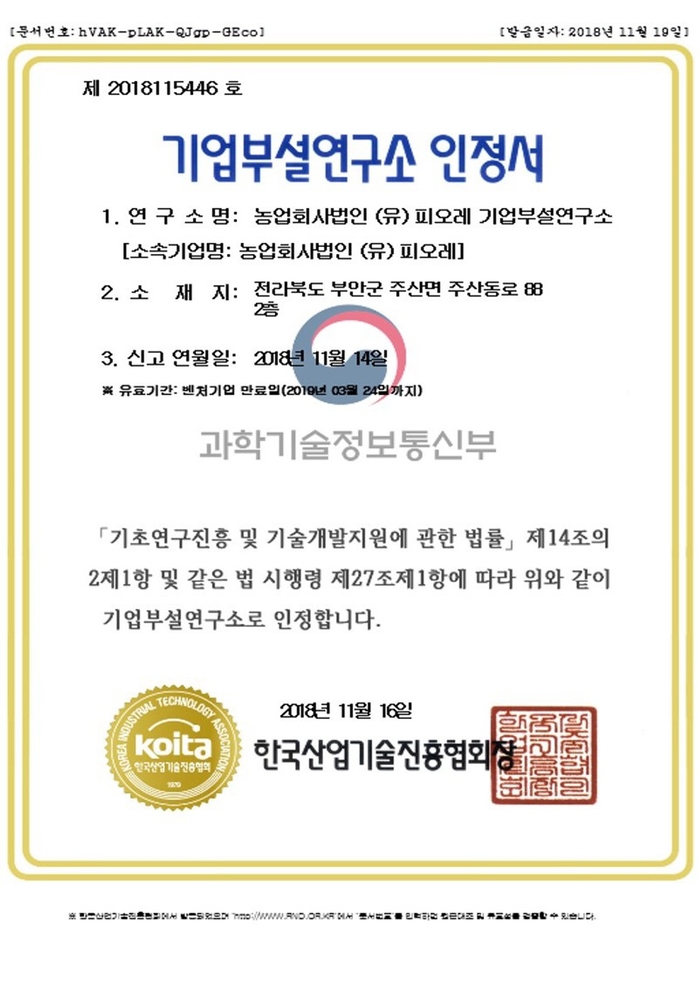 [문서번호: hVAK-pLAK-QJgp-GEco]
[발급일자: 2018년 11월 19일]
제 2018115446 호
기업부설연구소 인정서
1. 연 구 소 명: 농업회사법인 (유) 피오레 기업부설연구소
[소속기업명: 농업회사법인 (유) 피오레]
2. 소 재 지: 전라북도 부안군 주산면 주산동로 88
2층
3. 신고 연월일: 2018년 11월 14일
※ 유효기간: 벤처기업 만료일(2019년 03월 24일까지)
과학기술정보통신부
「기초연구진흥 및 기술개발지원에 관한 법률」 제14조의
2제1항 및 같은 법 시행령 제27조제1항에 따라 위와 같이
기업부설연구소로 인정합니다.
2018년 11월 16일
한국산업기술진흥협회장
KOREA INDUSTRIAL TECHNOLOGY ASSOCIATION
koita
한국산업기술진흥협회
1979
※ 한국산업기술진흥협회에서 발급되었으며 "http://WWW.RND.OR.KR"에서 "문서번호"를 입력하면 원본대조 및 유효성을 검증할 수 있습니다.